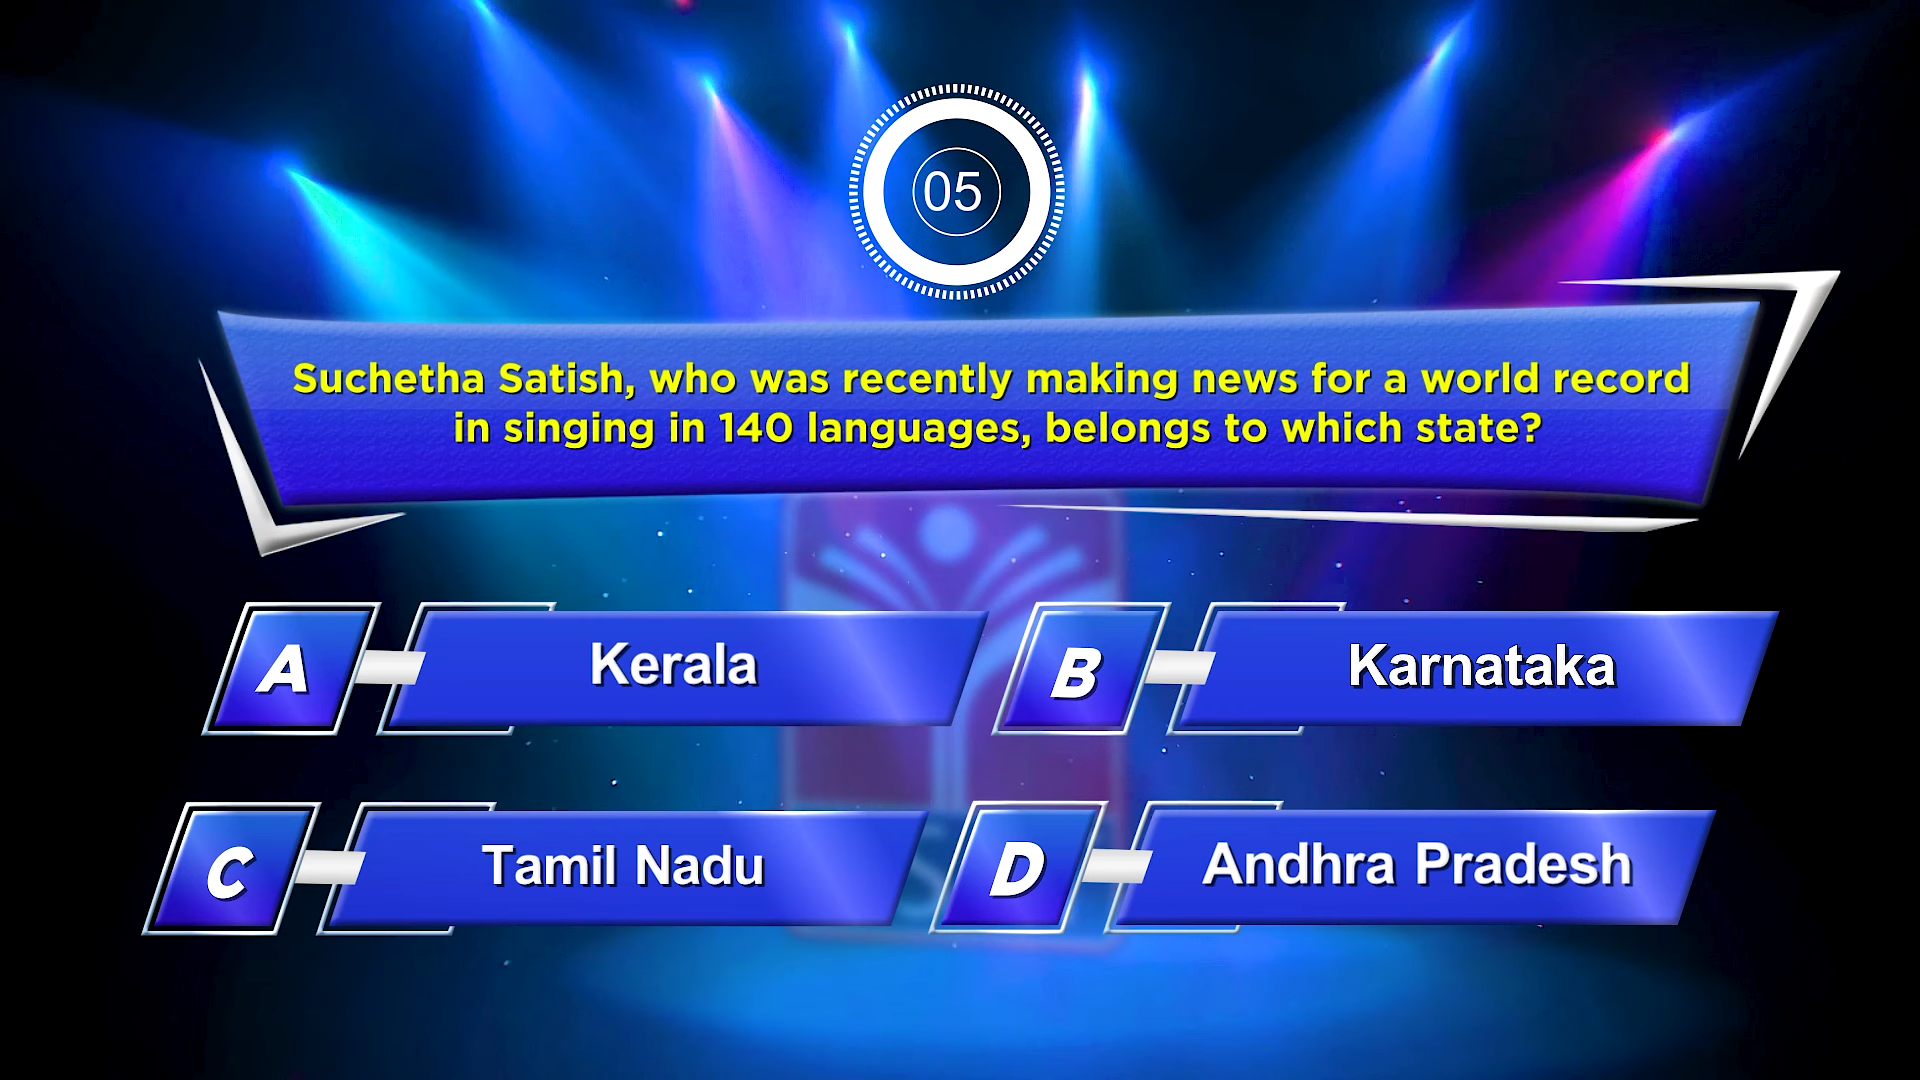 05
Suchetha Satish, who was recently making news for a world record
in singing in 140 languages, belongs to which state?
A
Kerala
B
Karnataka
C
Tamil Nadu
D
Andhra Pradesh